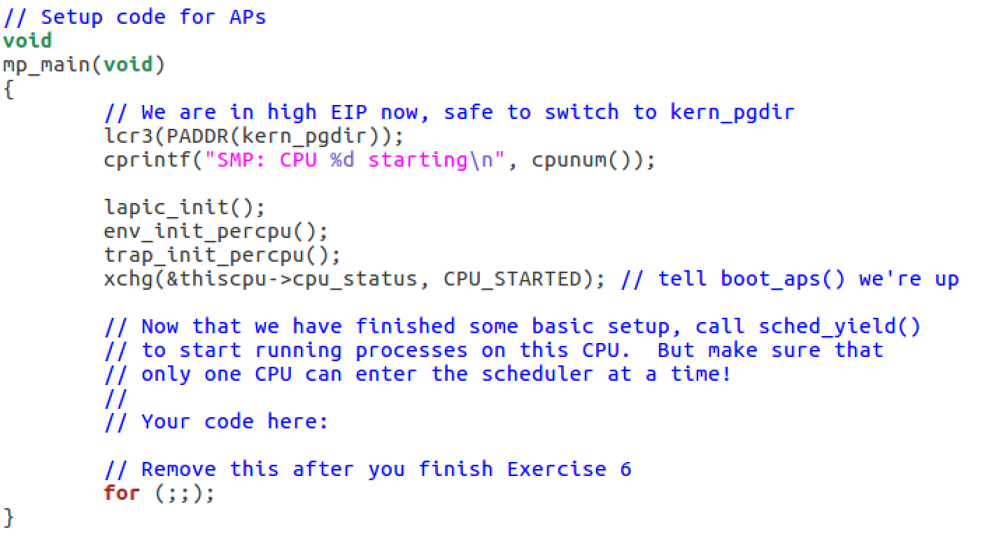 // Setup code for APs
void
mp_main(void)
{
        // We are in high EIP now, safe to switch to kern_pgdir
        lcr3(PADDR(kern_pgdir));
        cprintf("SMP: CPU %d starting\n", cpunum());

        lapic_init();
        env_init_percpu();
        trap_init_percpu();
        xchg(&thiscpu->cpu_status, CPU_STARTED); // tell boot_aps() we're up

        // Now that we have finished some basic setup, call sched_yield()
        // to start running processes on this CPU.  But make sure that
        // only one CPU can enter the scheduler at a time!
        //
        // Your code here:

        // Remove this after you finish Exercise 6
        for (;;);
}